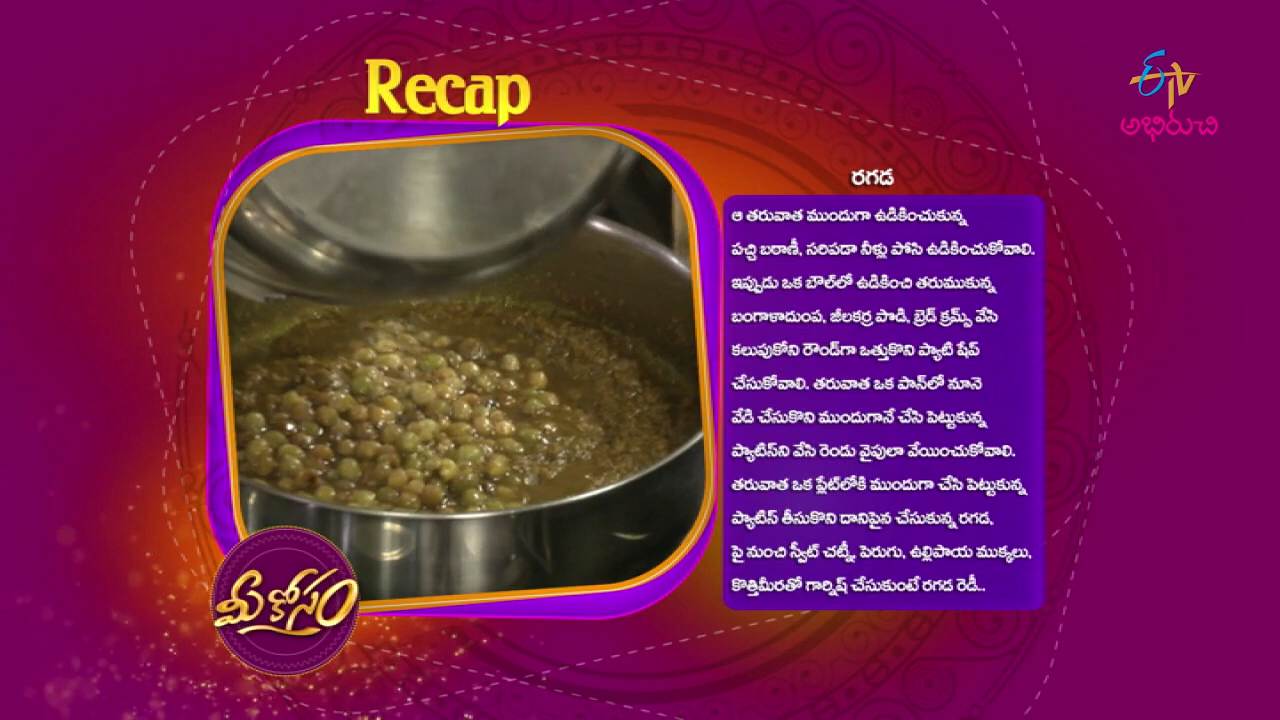 Recap
ETV
అభిరుచి
రగడ
ఆ తరువాత ముందుగా ఉడికించుకున్న
పచ్చి బఠాణీ, సరిపడా నీళ్లు పోసి ఉడికించుకోవాలి.
ఇప్పుడు ఒక బౌల్‌లో ఉడికించి తరుముకున్న
బంగాళాదుంప, జీలకర్ర పొడి, బ్రెడ్ క్రమ్స్ వేసి
కలుపుకోని రౌండ్‌గా ఒత్తుకొని ప్యాటీ షేప్
చేసుకోవాలి. తరువాత ఒక పాన్‌లో నూనె
వేడి చేసుకొని ముందుగానే చేసి పెట్టుకున్న
ప్యాటిస్‌ని వేసి రెండు వైపులా వేయించుకోవాలి.
తరువాత ఒక ప్లేట్‌లోకి ముందుగా చేసి పెట్టుకున్న
ప్యాటిస్ తీసుకొని దానిపైన చేసుకున్న రగడ,
పై నుంచి స్వీట్ చట్నీ, పెరుగు, ఉల్లిపాయ ముక్కలు,
కొత్తిమీరతో గార్నిష్ చేసుకుంటే రగడ రెడీ..
మీ కోసం